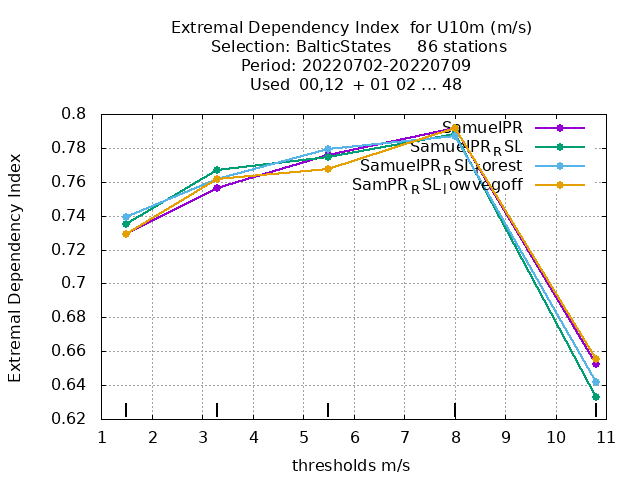 Extremal Dependency Index for U10m (m/s)
Selection: BalticStates 86 stations
Period: 20220702-20220709
Used 00,12 + 01 02 ... 48
Extremal Dependency Index
0.8
0.78
0.76
0.74
0.72
0.7
0.68
0.66
0.64
0.62
SamuelPR
SamuelPR_RSL
SamuelPR_RSL_forest
SamPR_RSL_lowvegoff
1 2 3 4 5 6 7 8 9 10 11
thresholds m/s